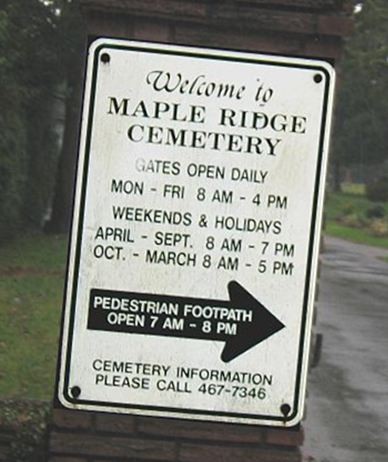 Welcome to
MAPLE RIDGE
CEMETERY
GATES OPEN DAILY
MON - FRI 8 AM - 4 PM
WEEKENDS & HOLIDAYS
APRIL - SEPT. 8 AM - 7 PM
OCT. - MARCH 8 AM - 5 PM
PEDESTRIAN FOOTPATH
OPEN 7 AM - 8 PM
CEMETERY INFORMATION
PLEASE CALL 467-7346